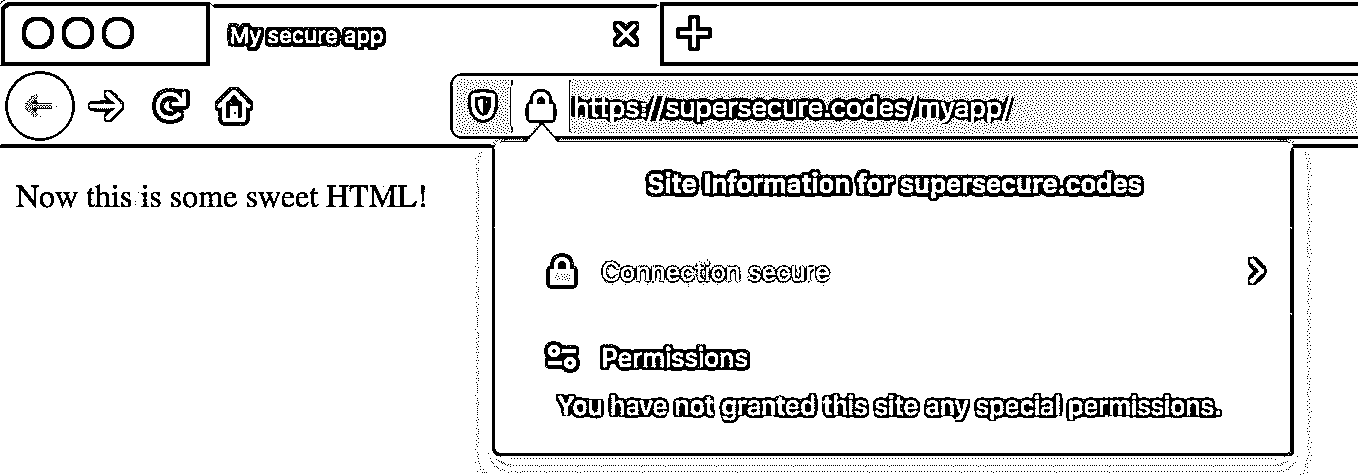 My secure app
https://supersecure.codes/myapp/
Now this is some sweet HTML!
Site Information for supersecure.codes
Connection secure
Permissions
You have not granted this site any special permissions.